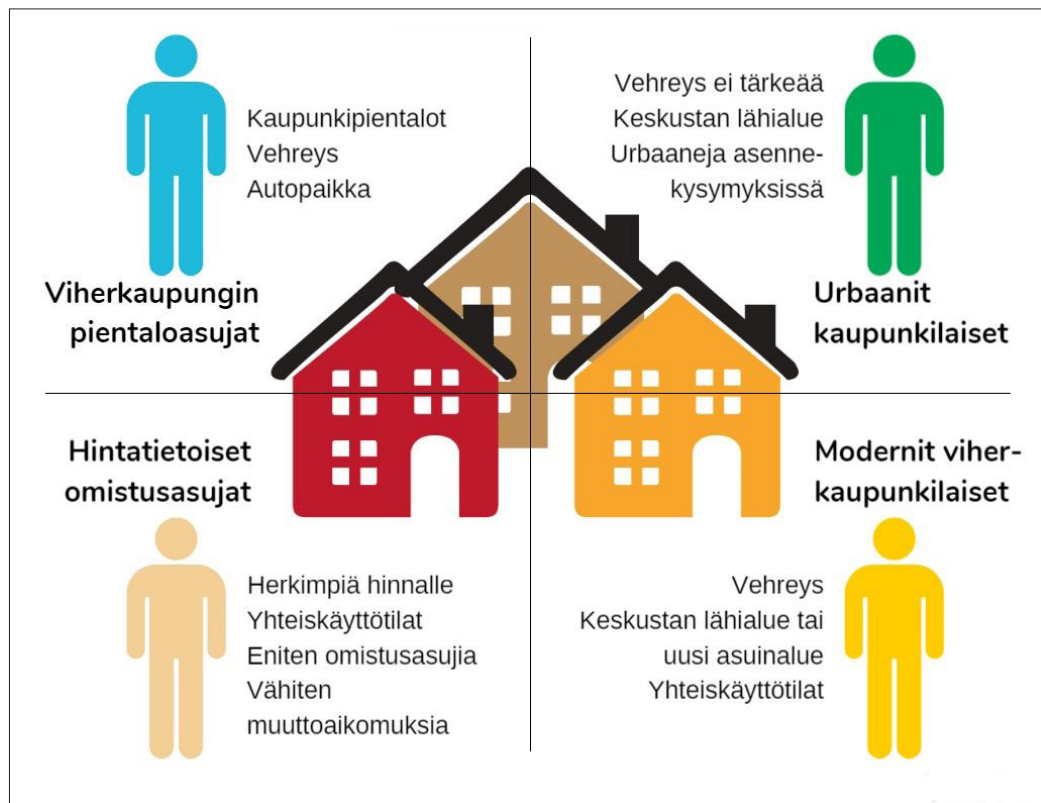 Kaupunkipientalot
Vehreys
Autopaikka
Viherkaupungin
pientaloasujat
Vehreys ei tärkeää
Keskustan lähialue
Urbaaneja asenne-
kysymyksissä
Urbaanit
kaupunkilaiset
Hintatietoiset
omistusasujat
Herkimpiä hinnalle
Yhteiskäyttötilat
Eniten omistusasujia
Vähiten
muuttoaikomuksia
Modernit viher-
kaupunkilaiset
Vehreys
Keskustan lähialue tai
uusi asuinalue
Yhteiskäyttötilat